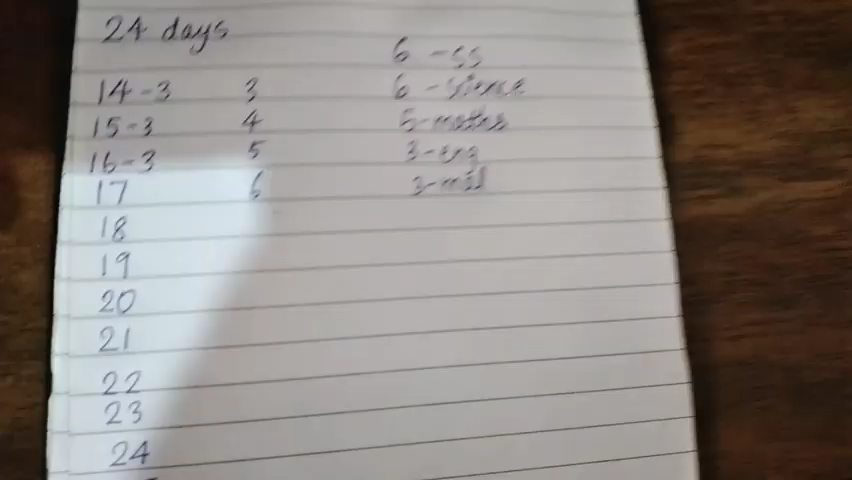 24 days
6 - SS
14 - 3 3 6 - Science
15 - 3 4 5 - maths
16 - 3 5 3 - eng
17 6 3 -
18
19
20
21
22
23
24